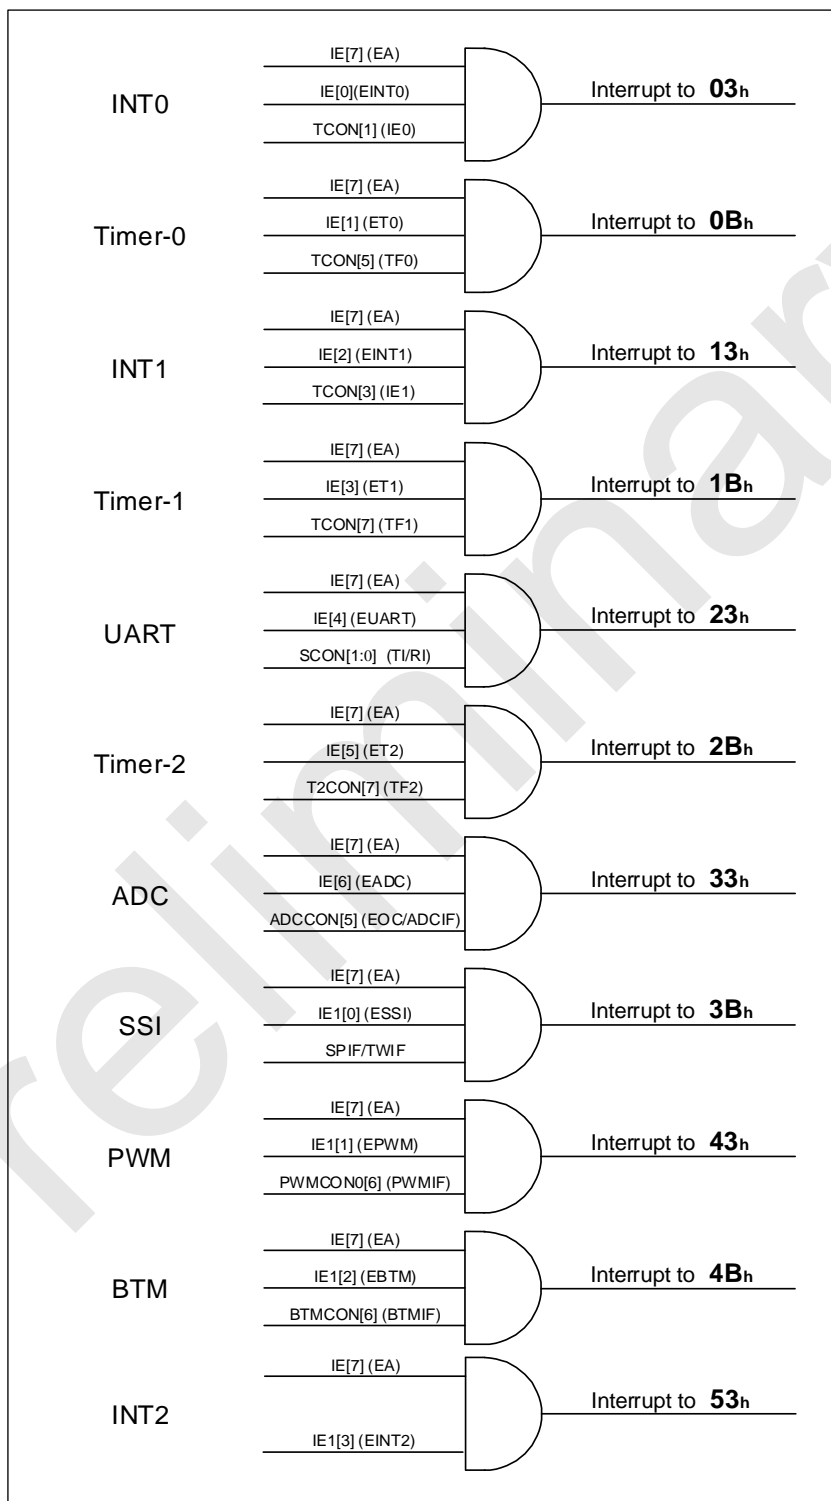 IE[7] (EA)
INT0
IE[0](EINT0)
Interrupt to 03h
TCON[1] (IE0)
IE[7] (EA)
Timer-0
IE[1] (ET0)
Interrupt to 0Bh
TCON[5] (TF0)
IE[7] (EA)
INT1
IE[2] (EINT1)
Interrupt to 13h
TCON[3] (IE1)
IE[7] (EA)
Timer-1
IE[3] (ET1)
Interrupt to 1Bh
TCON[7] (TF1)
IE[7] (EA)
UART
IE[4] (EUART)
Interrupt to 23h
SCON[1:0] (TI/RI)
IE[7] (EA)
Timer-2
IE[5] (ET2)
Interrupt to 2Bh
T2CON[7] (TF2)
IE[7] (EA)
ADC
IE[6] (EADC)
Interrupt to 33h
ADCCON[5] (EOC/ADCIF)
IE[7] (EA)
SSI
IE1[0] (ESSI)
Interrupt to 3Bh
SPIF/TWIF
IE[7] (EA)
PWM
IE1[1] (EPWM)
Interrupt to 43h
PWMCON0[6] (PWMIF)
IE[7] (EA)
BTM
IE1[2] (EBTM)
Interrupt to 4Bh
BTMCON[6] (BTMIF)
IE[7] (EA)
INT2
Interrupt to 53h
IE1[3] (EINT2)